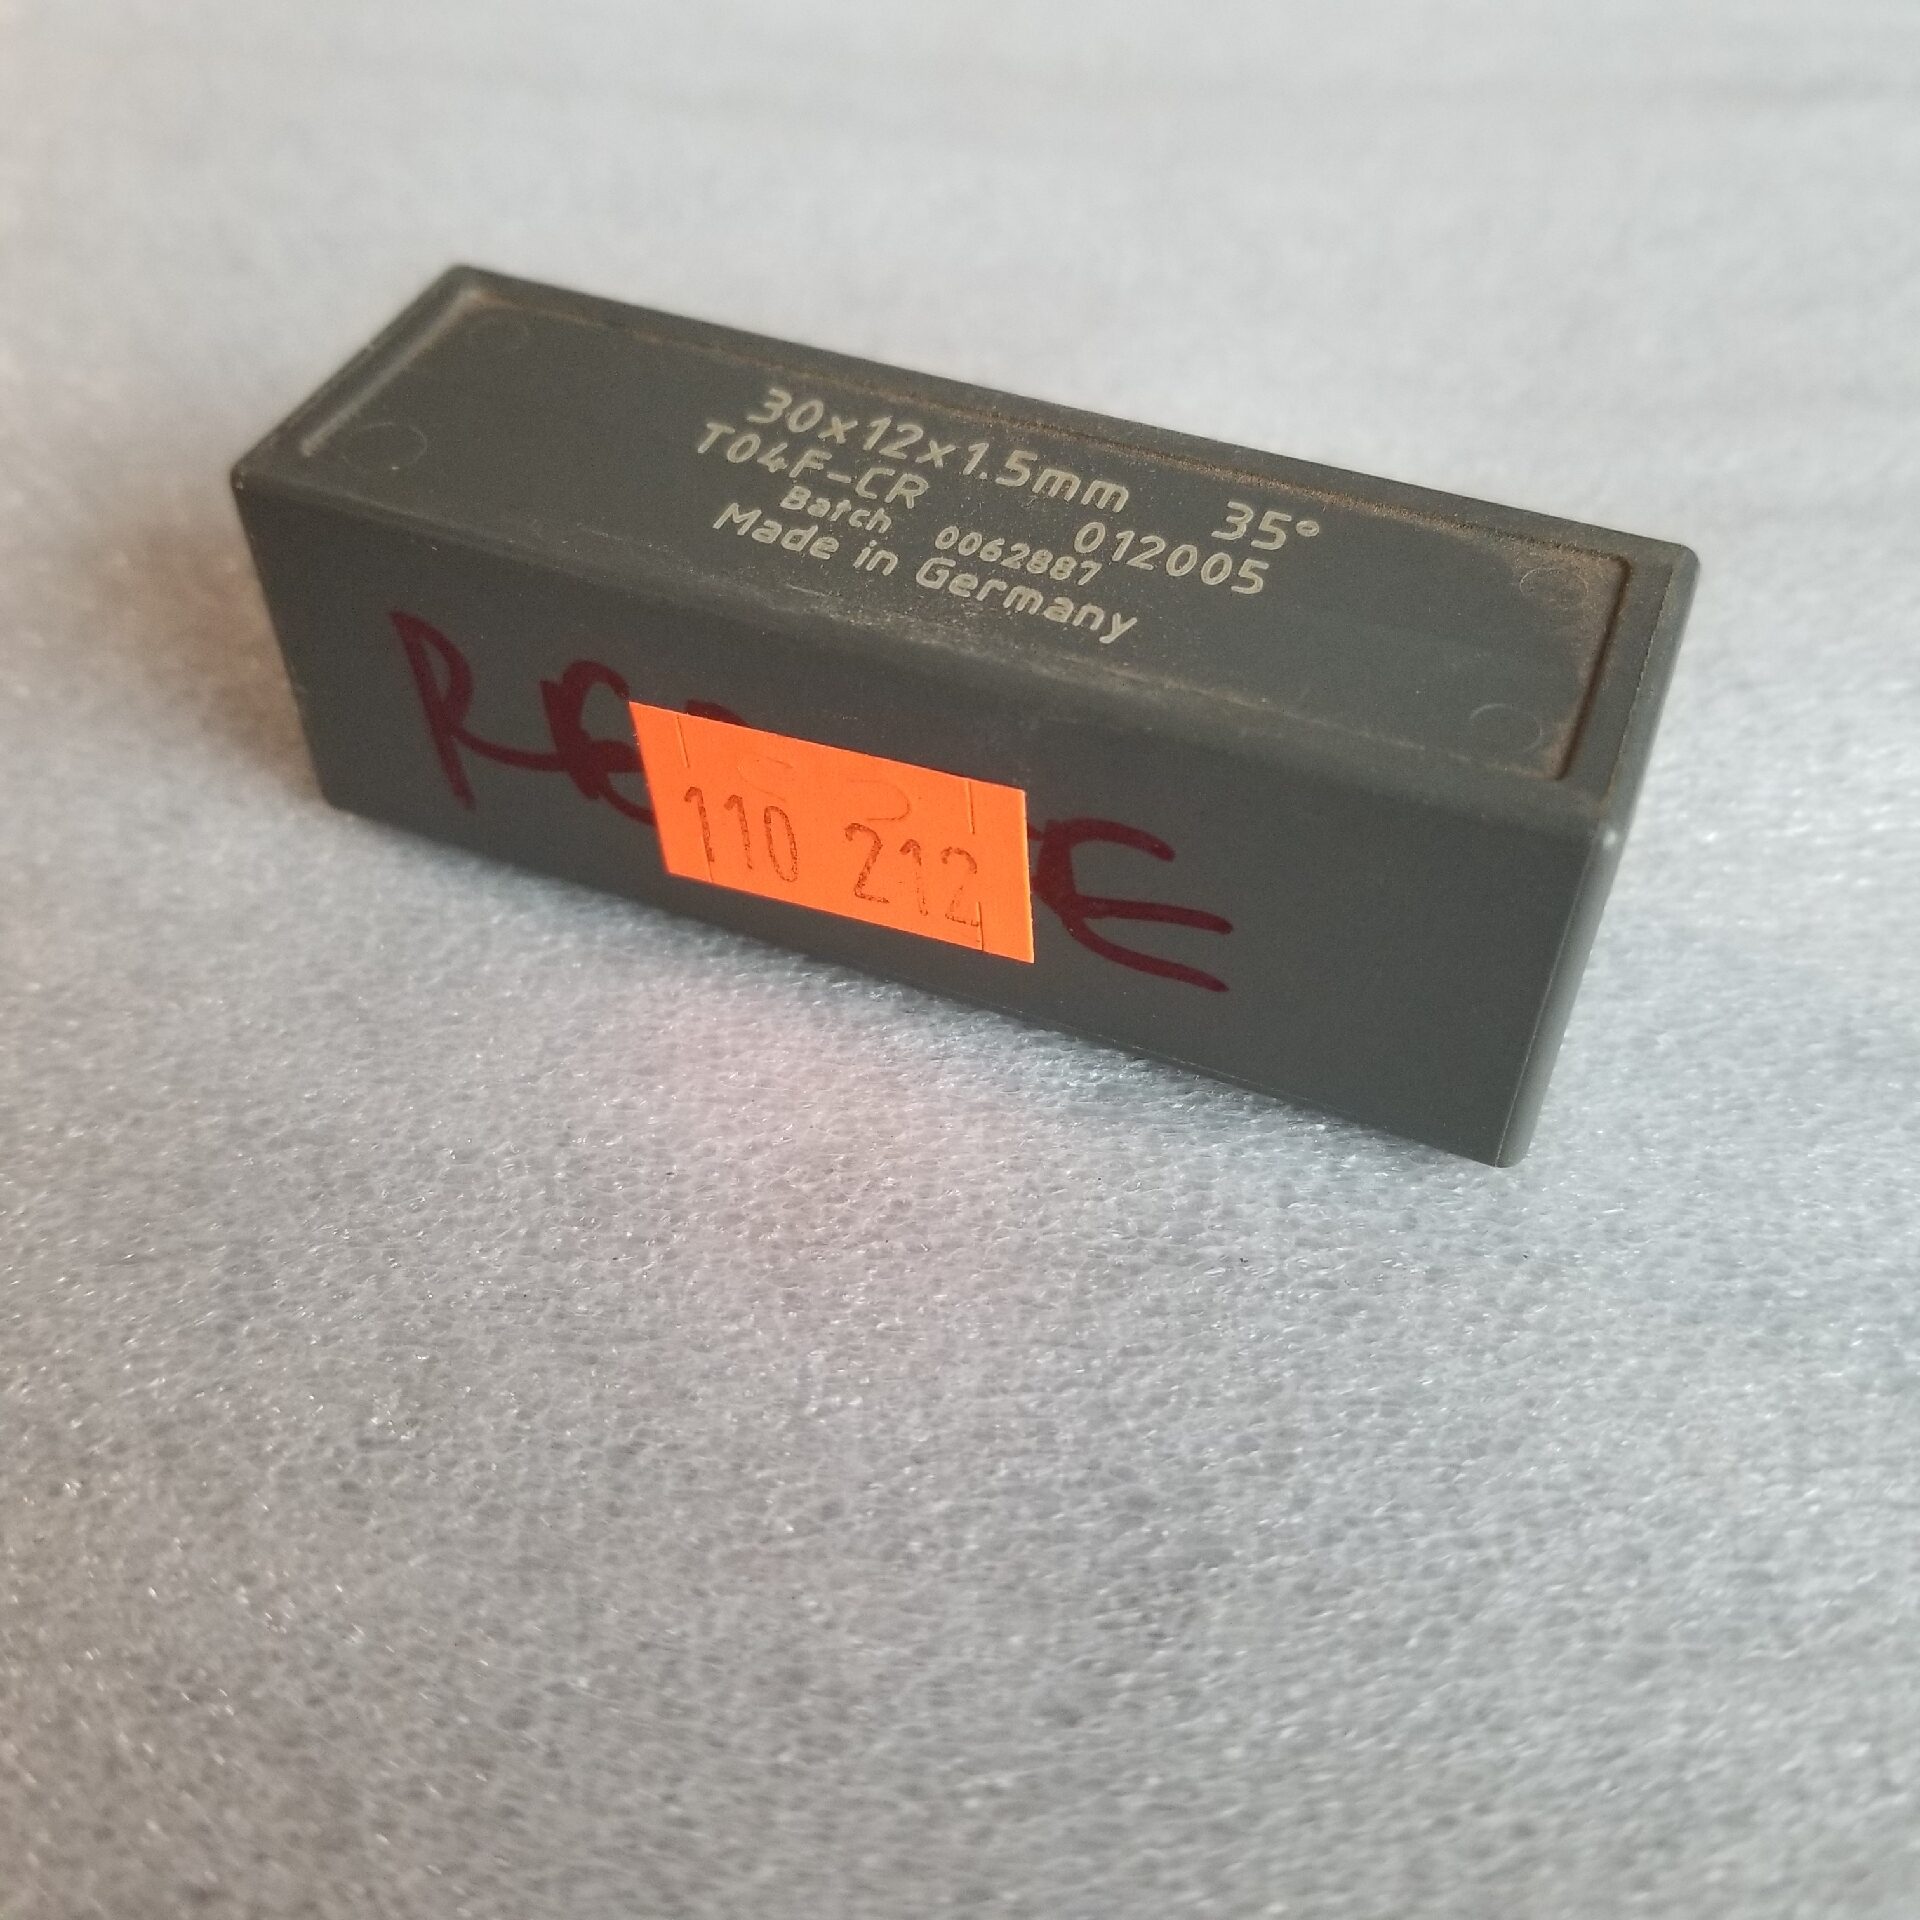 30x12x1.5mm 35°
T04F-CR 012005
Batch 0062887
Made in Germany
110 212